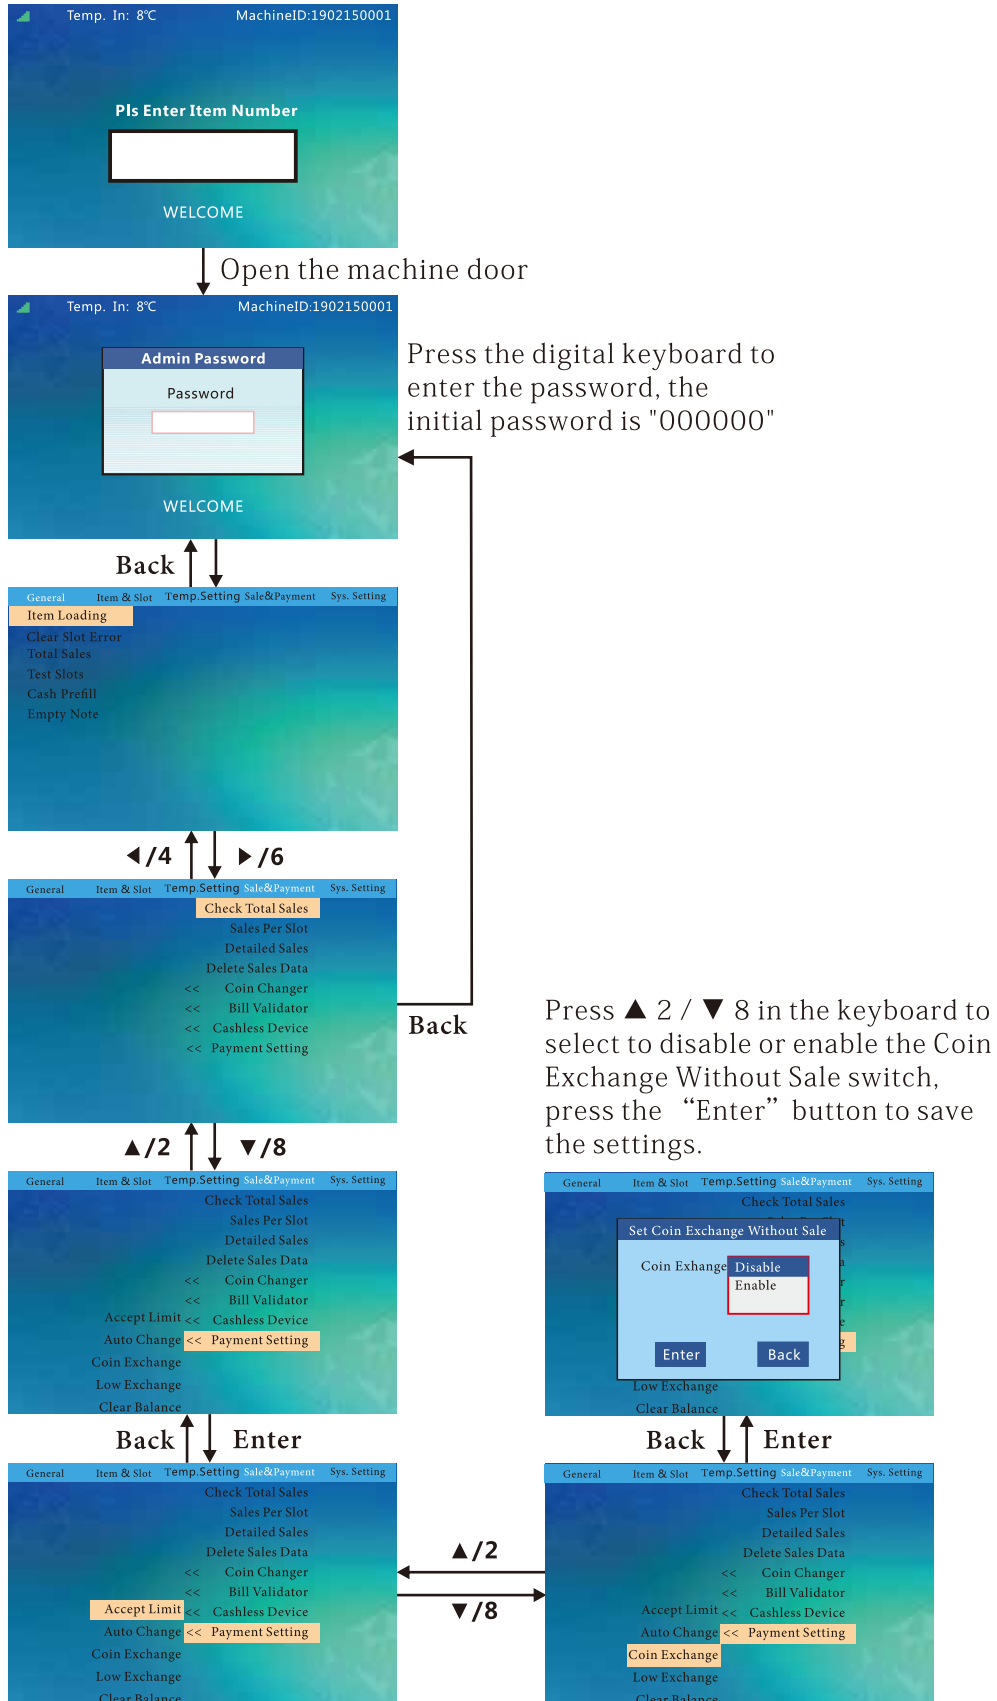 Temp. In: 8℃ MachineID:1902150001
Pls Enter Item Number
WELCOME
Open the machine door
Temp. In: 8℃ MachineID:1902150001
Admin Password
Password
WELCOME
Press the digital keyboard to
enter the password, the
initial password is "000000"
Back
General Item & Slot Temp.Setting Sale&Payment Sys. Setting
Item Loading
Clear Slot Error
Total Sales
Test Slots
Cash Prefill
Empty Note
◀/4 ▶/6
General Item & Slot Temp.Setting Sale&Payment Sys. Setting
Check Total Sales
Sales Per Slot
Detailed Sales
Delete Sales Data
<< Coin Changer
<< Bill Validator
<< Cashless Device
<< Payment Setting
Back
▲/2 ▼/8
General Item & Slot Temp.Setting Sale&Payment Sys. Setting
Check Total Sales
Sales Per Slot
Detailed Sales
Delete Sales Data
<< Coin Changer
<< Bill Validator
Accept Limit << Cashless Device
Auto Change << Payment Setting
Coin Exchange
Low Exchange
Clear Balance
Back Enter
General Item & Slot Temp.Setting Sale&Payment Sys. Setting
Check Total Sales
Sales Per Slot
Detailed Sales
Delete Sales Data
<< Coin Changer
<< Bill Validator
Accept Limit << Cashless Device
Auto Change << Payment Setting
Coin Exchange
Low Exchange
Clear Balance
▲/2
▼/8
Press ▲ 2 / ▼ 8 in the keyboard to
select to disable or enable the Coin
Exchange Without Sale switch,
press the “Enter” button to save
the settings.
General Item & Slot Temp.Setting Sale&Payment Sys. Setting
Check Total Sales
Set Coin Exchange Without Sale
Coin Exhange Disable
Enable
Enter Back
Low Exchange
Clear Balance
Back Enter
General Item & Slot Temp.Setting Sale&Payment Sys. Setting
Check Total Sales
Sales Per Slot
Detailed Sales
Delete Sales Data
<< Coin Changer
<< Bill Validator
Accept Limit << Cashless Device
Auto Change << Payment Setting
Coin Exchange
Low Exchange
Clear Balance